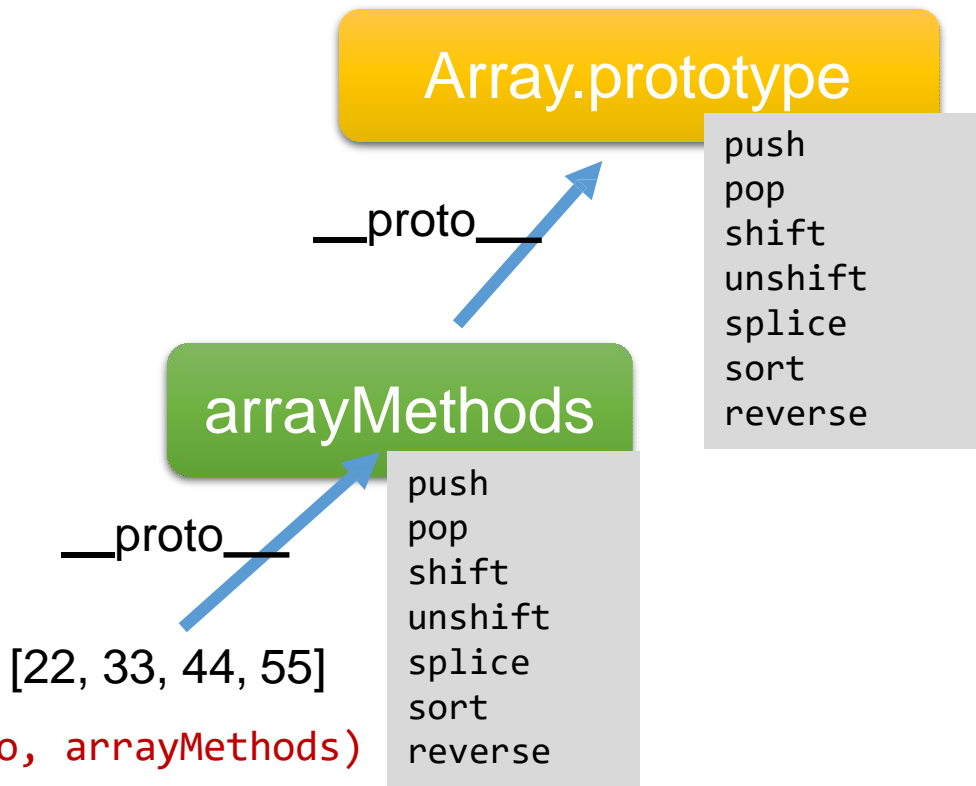 Array.prototype
push
pop
shift
unshift
splice
sort
reverse
__proto__
arrayMethods
push
pop
shift
unshift
splice
sort
reverse
__proto__
[22, 33, 44, 55]
o, arrayMethods)